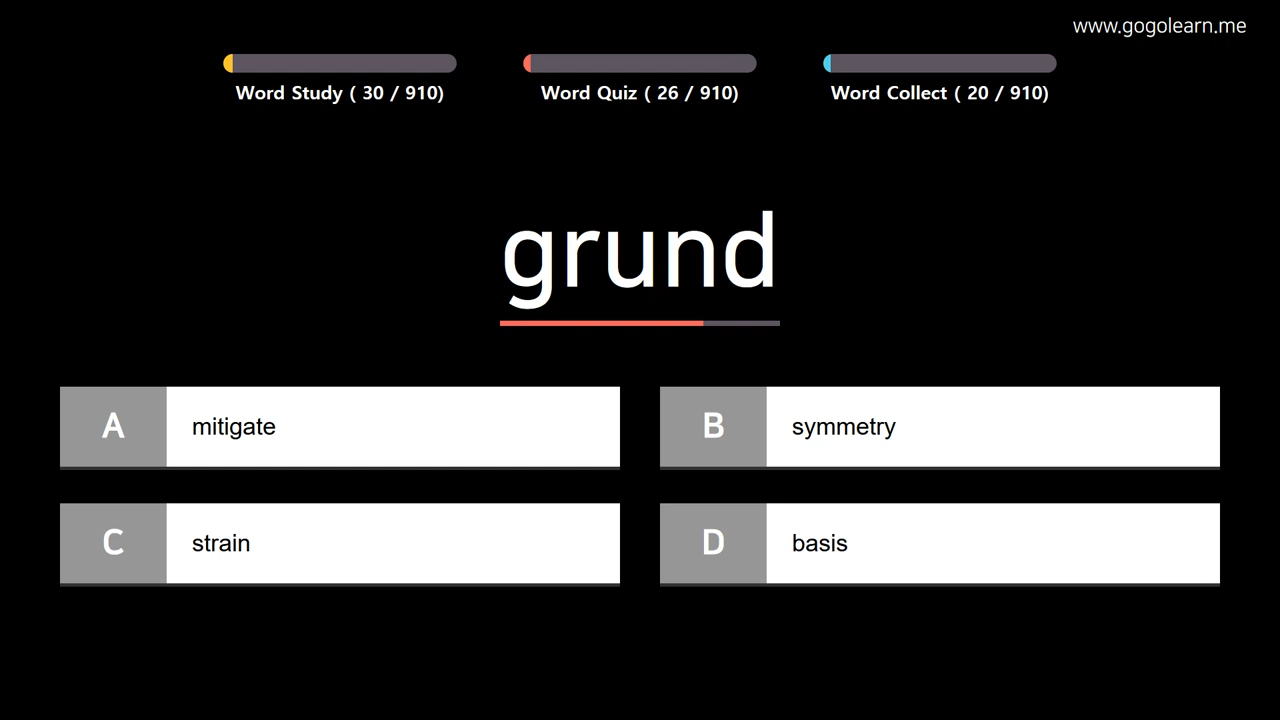 www.gogolearn.me
Word Study ( 30 / 910)
Word Quiz ( 26 / 910)
Word Collect ( 20 / 910)
grund
A mitigate
B symmetry
C strain
D basis